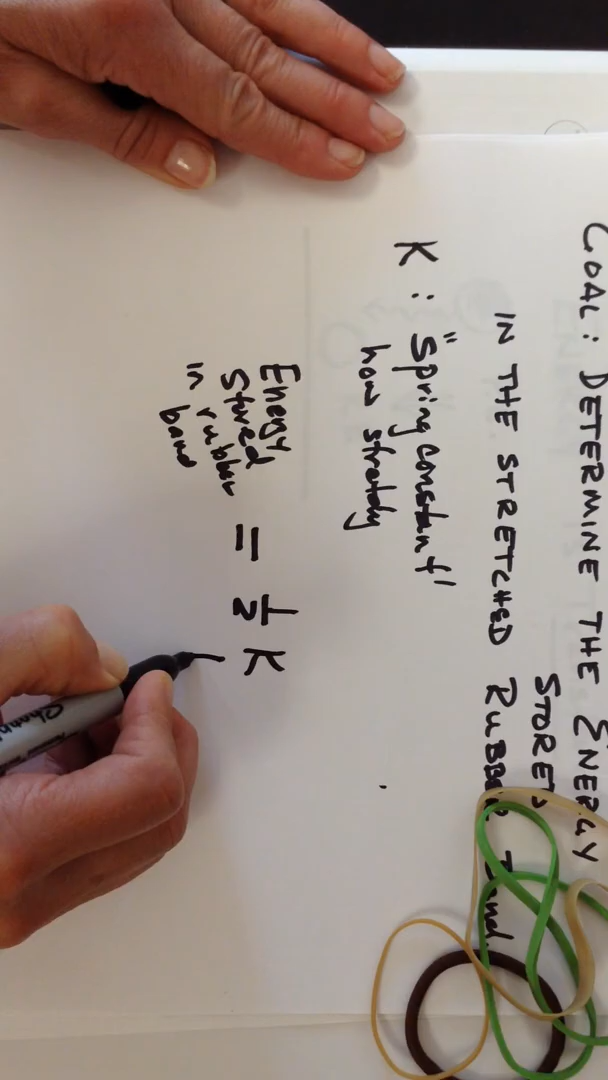 GOAL: DETERMINE THE ENERGY
STORED
IN THE STRETCHED RUBBER Band.
K : "Spring constant"
how stretchy
Energy
Stored
in rubber
band
= 1/2 K